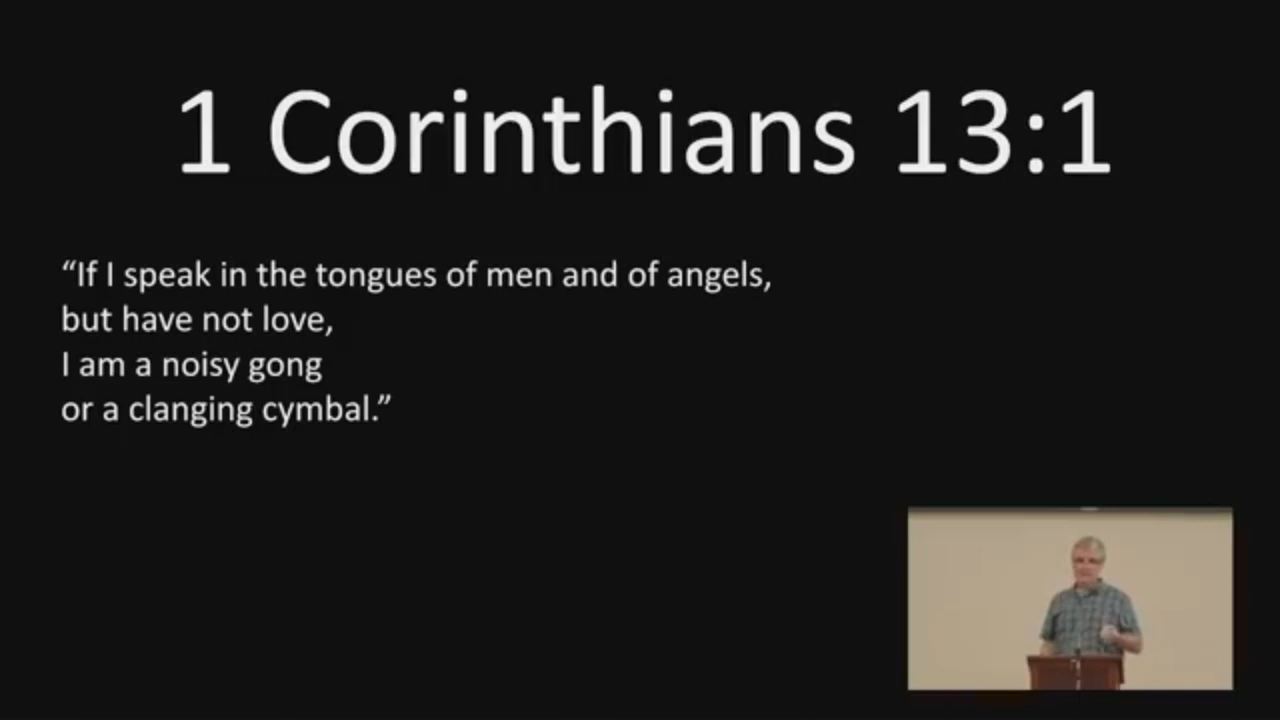 1 Corinthians 13:1
“If I speak in the tongues of men and of angels,
but have not love,
I am a noisy gong
or a clanging cymbal.”